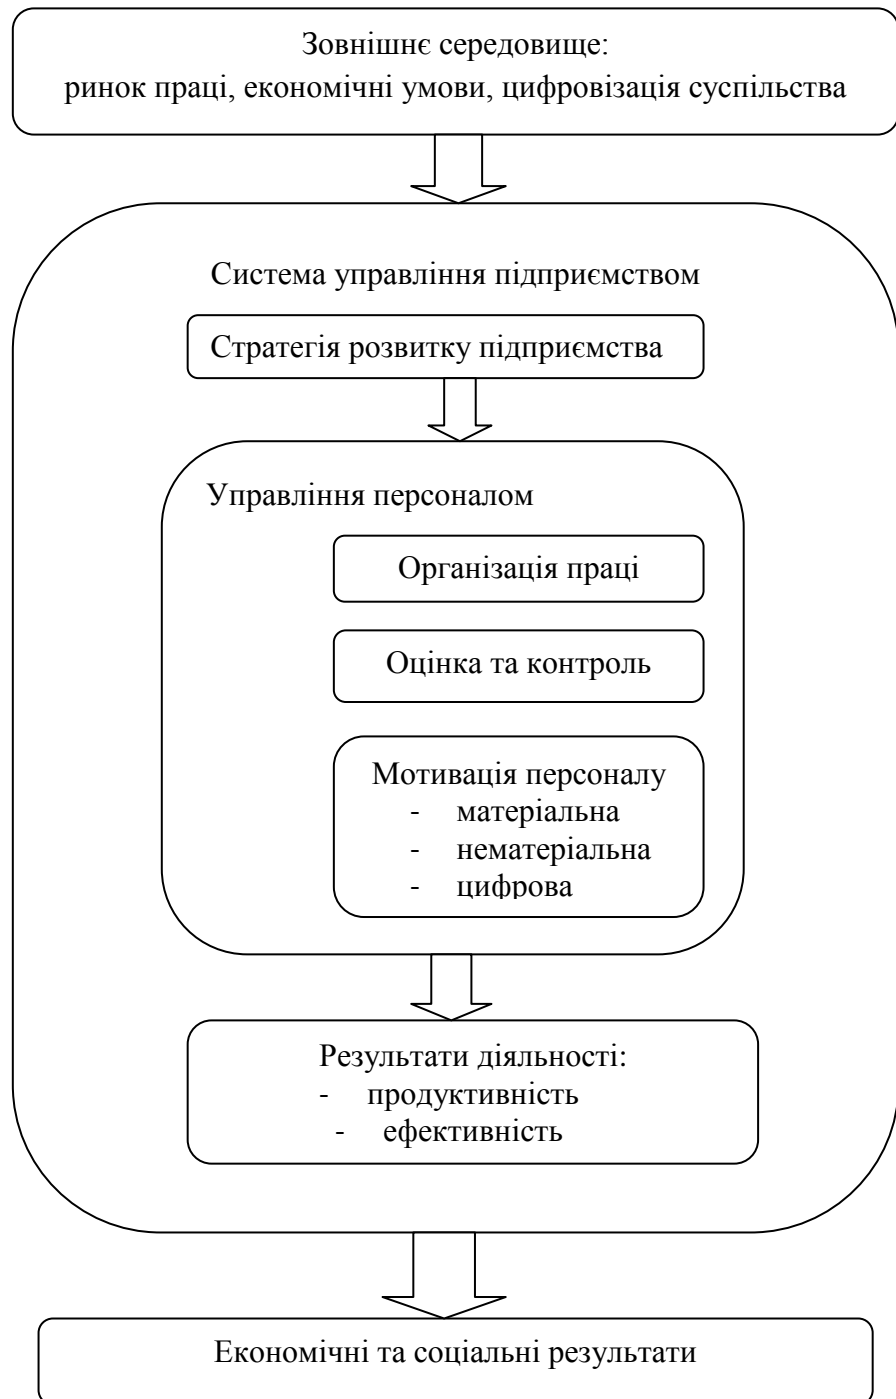 Зовнішнє середовище:
ринок праці, економічні умови, цифровізація суспільства
Система управління підприємством
Стратегія розвитку підприємства
Управління персоналом
Організація праці
Оцінка та контроль
Мотивація персоналу
- матеріальна
- нематеріальна
- цифрова
Результати діяльності:
- продуктивність
- ефективність
Економічні та соціальні результати